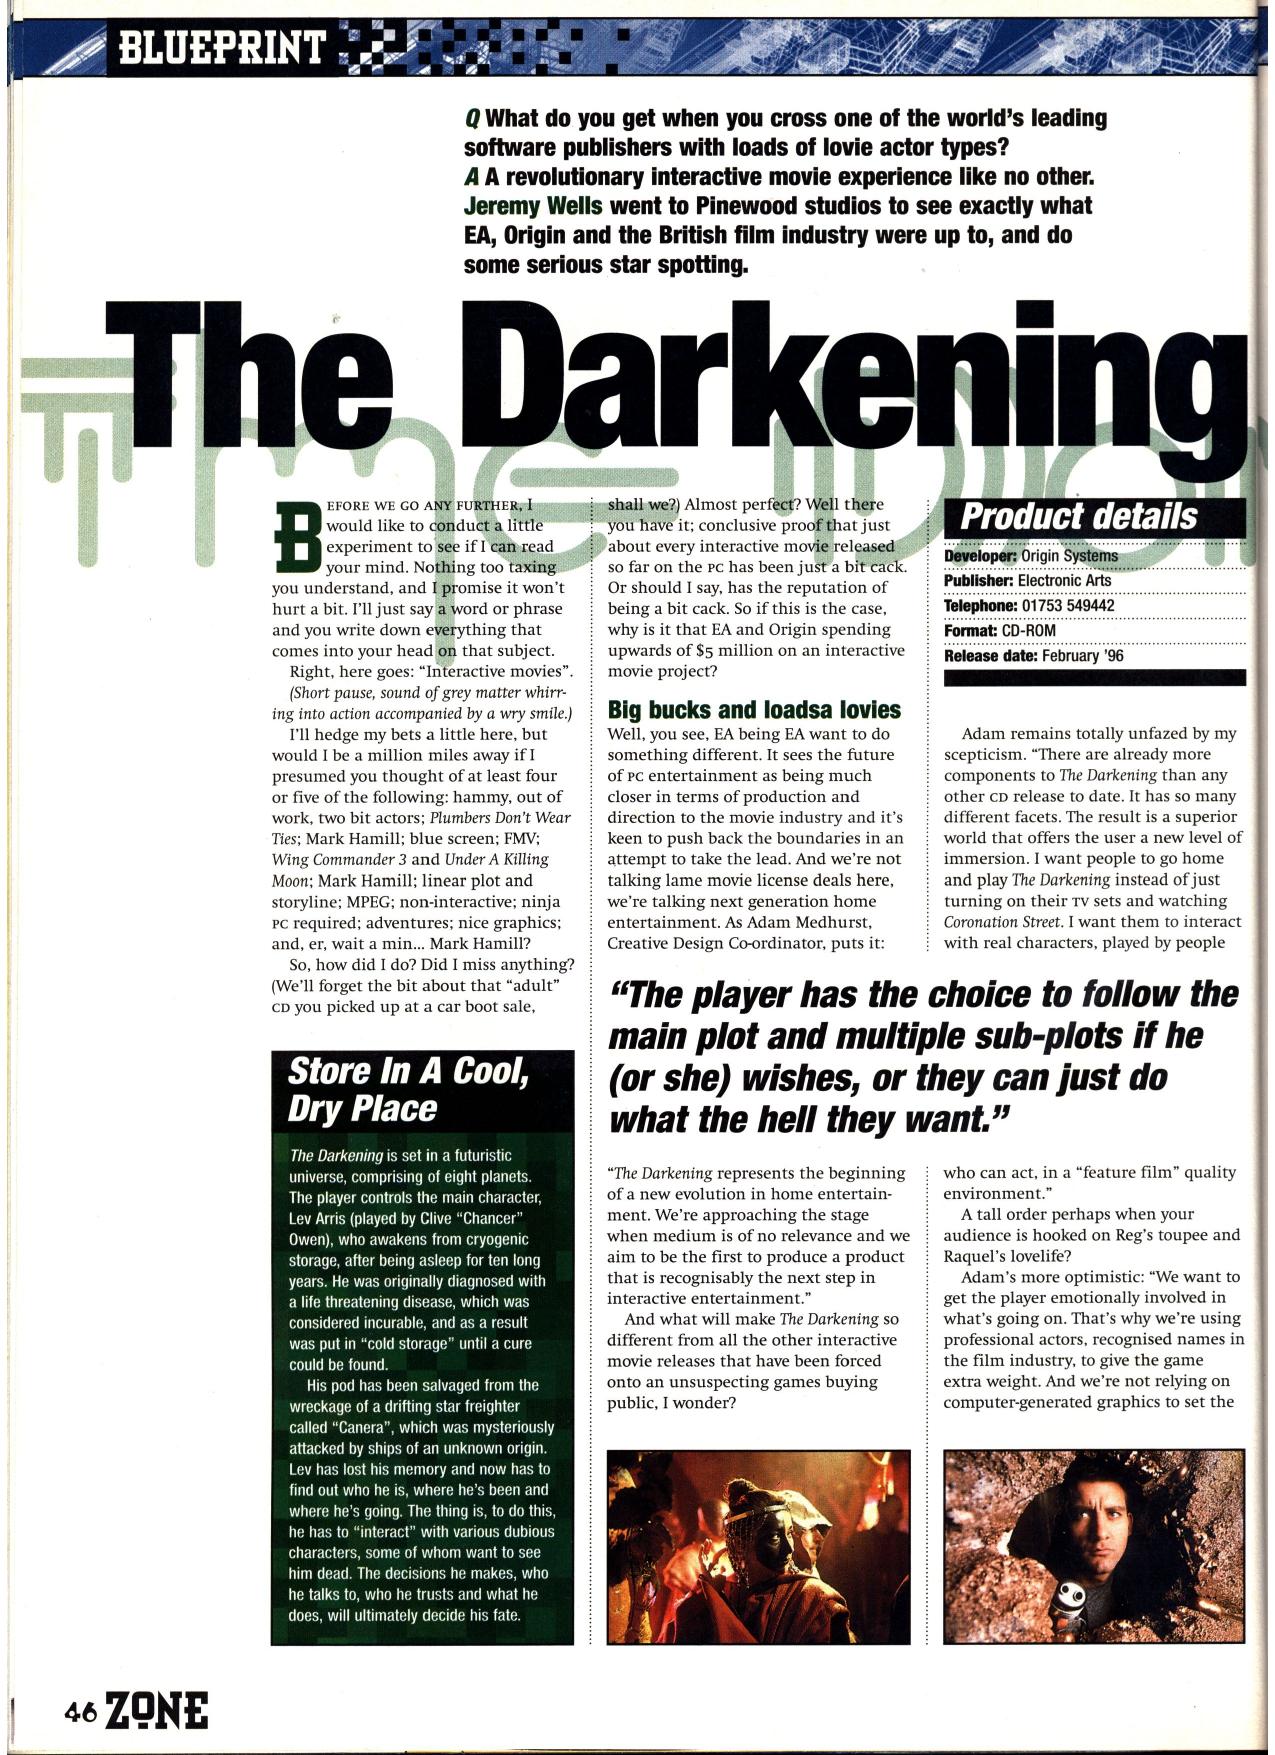 BLUEPRINT
Q What do you get when you cross one of the world's leading
software publishers with loads of lovie actor types?
A A revolutionary interactive movie experience like no other.
Jeremy Wells went to Pinewood studios to see exactly what
EA, Origin and the British film industry were up to, and do
some serious star spotting.
The Darkening
BEFORE WE GO ANY FURTHER, I
would like to conduct a little
experiment to see if I can read
your mind. Nothing too taxing
you understand, and I promise it won't
hurt a bit. I'll just say a word or phrase
and you write down everything that
comes into your head on that subject.
Right, here goes: “Interactive movies”.
(Short pause, sound of grey matter whirr-
ing into action accompanied by a wry smile.)
I'll hedge my bets a little here, but
would I be a million miles away if I
presumed you thought of at least four
or five of the following: hammy, out of
work, two bit actors; Plumbers Don't Wear
Ties; Mark Hamill; blue screen; FMV;
Wing Commander 3 and Under A Killing
Moon; Mark Hamill; linear plot and
storyline; MPEG; non-interactive; ninja
PC required; adventures; nice graphics;
and, er, wait a min... Mark Hamill?
So, how did I do? Did I miss anything?
(We'll forget the bit about that “adult”
CD you picked up at a car boot sale,
shall we?) Almost perfect? Well there
you have it; conclusive proof that just
about every interactive movie released
so far on the PC has been just a bit cack.
Or should I say, has the reputation of
being a bit cack. So if this is the case,
why is it that EA and Origin spending
upwards of $5 million on an interactive
movie project?
Big bucks and loadsa lovies
Well, you see, EA being EA want to do
something different. It sees the future
of PC entertainment as being much
closer in terms of production and
direction to the movie industry and it's
keen to push back the boundaries in an
attempt to take the lead. And we're not
talking lame movie license deals here,
we're talking next generation home
entertainment. As Adam Medhurst,
Creative Design Co-ordinator, puts it:
Product details
Developer: Origin Systems
Publisher: Electronic Arts
Telephone: 01753 549442
Format: CD-ROM
Release date: February '96
Adam remains totally unfazed by my
scepticism. “There are already more
components to The Darkening than any
other CD release to date. It has so many
different facets. The result is a superior
world that offers the user a new level of
immersion. I want people to go home
and play The Darkening instead of just
turning on their TV sets and watching
Coronation Street. I want them to interact
with real characters, played by people
“The player has the choice to follow the
main plot and multiple sub-plots if he
(or she) wishes, or they can just do
what the hell they want.”
“The Darkening represents the beginning
of a new evolution in home entertain-
ment. We're approaching the stage
when medium is of no relevance and we
aim to be the first to produce a product
that is recognisably the next step in
interactive entertainment.”
And what will make The Darkening so
different from all the other interactive
movie releases that have been forced
onto an unsuspecting games buying
public, I wonder?
who can act, in a “feature film” quality
environment.”
A tall order perhaps when your
audience is hooked on Reg's toupee and
Raquel's lovelife?
Adam's more optimistic: “We want to
get the player emotionally involved in
what's going on. That's why we're using
professional actors, recognised names in
the film industry, to give the game
extra weight. And we're not relying on
computer-generated graphics to set the
Store In A Cool,
Dry Place
The Darkening is set in a futuristic
universe, comprising of eight planets.
The player controls the main character,
Lev Arris (played by Clive “Chancer”
Owen), who awakens from cryogenic
storage, after being asleep for ten long
years. He was originally diagnosed with
a life threatening disease, which was
considered incurable, and as a result
was put in “cold storage” until a cure
could be found.
His pod has been salvaged from the
wreckage of a drifting star freighter
called “Canera”, which was mysteriously
attacked by ships of an unknown origin.
Lev has lost his memory and now has to
find out who he is, where he's been and
where he's going. The thing is, to do this,
he has to “interact” with various dubious
characters, some of whom want to see
him dead. The decisions he makes, who
he talks to, who he trusts and what he
does, will ultimately decide his fate.
46 ZONE